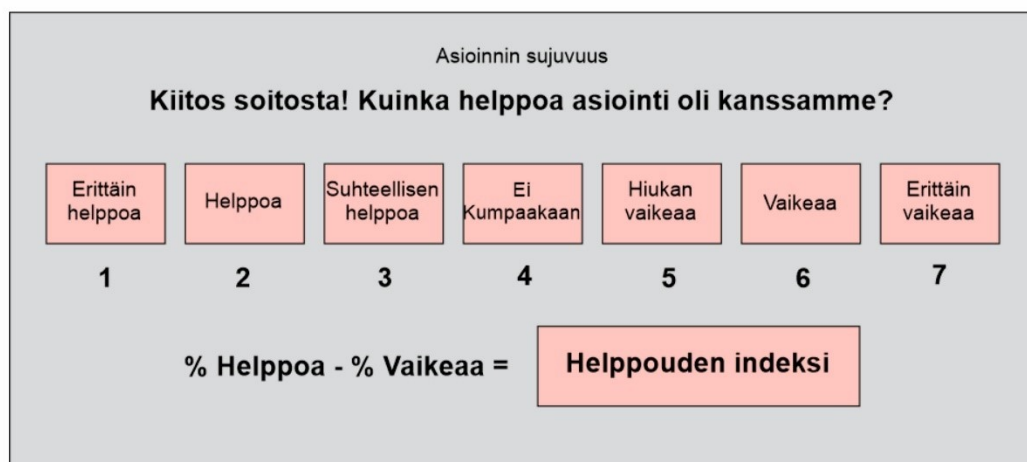 Asioinnin sujuvuus
Kiitos soitosta! Kuinka helppoa asiointi oli kanssamme?
Erittäin
helppoa
Helppoa
Suhteellisen
helppoa
Ei
Kumpaakaan
Hiukan
vaikeaa
Vaikeaa
Erittäin
vaikeaa
1 2 3 4 5 6 7
% Helppoa - % Vaikeaa = Helppouden indeksi